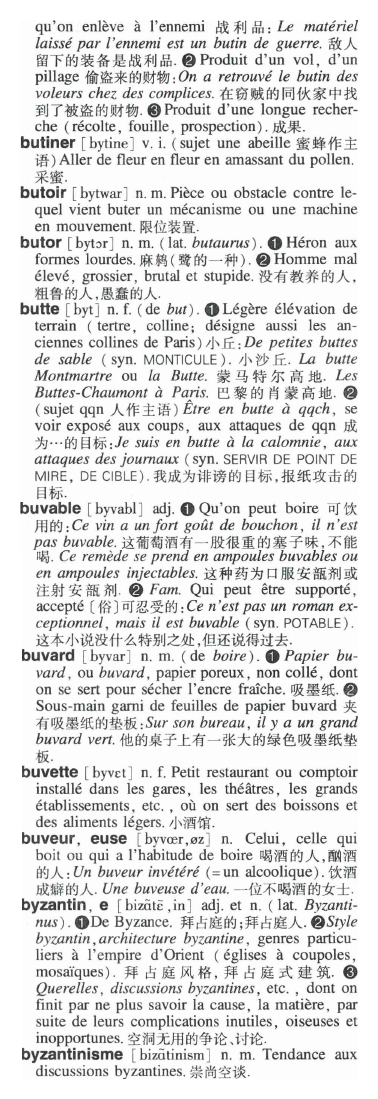 qu'on enlève à l'ennemi 战利品: Le matériel
laissé par l'ennemi est un butin de guerre. 敌人
留下的装备是战利品. ❷ Produit d'un vol, d'un
pillage 偷盗来的财物: On a retrouvé le butin des
voleurs chez des complices. 在窃贼的同伙家中找
到了被盗的财物. ❸ Produit d'une longue recher-
che (récolte, fouille, prospection). 成果.
butiner [bytine] v. i. (sujet une abeille 蜜蜂作主
语) Aller de fleur en fleur en amassant du pollen.
采蜜.
butoir [bytwar] n. m. Pièce ou obstacle contre le-
quel vient buter un mécanisme ou une machine
en mouvement. 限位装置.
butor [bytɔr] n. m. (lat. butaurus). ❶ Héron aux
formes lourdes. 麻鹓(鹭的一种). ❷ Homme mal
élevé, grossier, brutal et stupide. 没有教养的人,
粗鲁的人,愚蠢的人.
butte [byt] n. f. (de but). ❶ Légère élévation de
terrain (tertre, colline; désigne aussi les an-
ciennes collines de Paris) 小丘: De petites buttes
de sable (syn. MONTICULE). 小沙丘. La butte
Montmartre ou la Butte. 蒙马特尔高地. Les
Buttes-Chaumont à Paris. 巴黎的肖蒙高地. ❷
(sujet qqn 人作主语) Être en butte à qqch, se
voir exposé aux coups, aux attaques de qqn 成
为…的目标: Je suis en butte à la calomnie, aux
attaques des journaux (syn. SERVIR DE POINT DE
MIRE, DE CIBLE). 我成为诽谤的目标,报纸攻击的
目标.
buvable [byvabl] adj. ❶ Qu'on peut boire 可饮
用的: Ce vin a un fort goût de bouchon, il n'est
pas buvable. 这葡萄酒有一股很重的塞子味,不能
喝. Ce remède se prend en ampoules buvables ou
en ampoules injectables. 这种药为口服安瓿剂或
注射安瓿剂. ❷ Fam. Qui peut être supporté,
accepté 〔俗〕可忍受的: Ce n'est pas un roman ex-
ceptionnel, mais il est buvable (syn. POTABLE).
这本小说没什么特别之处,但还说得过去.
buvard [byvar] n. m. (de boire). ❶ Papier bu-
vard, ou buvard, papier poreux, non collé, dont
on se sert pour sécher l'encre fraîche. 吸墨纸. ❷
Sous-main garni de feuilles de papier buvard 夹
有吸墨纸的垫板: Sur son bureau, il y a un grand
buvard vert. 他的桌子上有一张大的绿色吸墨纸垫
板.
buvette [byvɛt] n. f. Petit restaurant ou comptoir
installé dans les gares, les théâtres, les grands
établissements, etc., où on sert des boissons et
des aliments légers. 小酒馆.
buveur, euse [byvœr,øz] n. Celui, celle qui
boit ou qui a l'habitude de boire 喝酒的人,酗酒
的人: Un buveur invétéré (= un alcoolique). 饮酒
成癖的人. Une buveuse d'eau. 一位不喝酒的女士.
byzantin, e [bizɑ̃tɛ̃,in] adj. et n. (lat. Byzanti-
nus). ❶ De Byzance. 拜占庭的;拜占庭人. ❷ Style
byzantin, architecture byzantine, genres particu-
liers à l'empire d'Orient (églises à coupoles,
mosaïques). 拜占庭风格,拜占庭式建筑. ❸
Querelles, discussions byzantines, etc., dont on
finit par ne plus savoir la cause, la matière, par
suite de leurs complications inutiles, oiseuses et
inopportunes. 空洞无用的争论、讨论.
byzantinisme [bizɑ̃tinism] n. m. Tendance aux
discussions byzantines. 崇尚空谈.